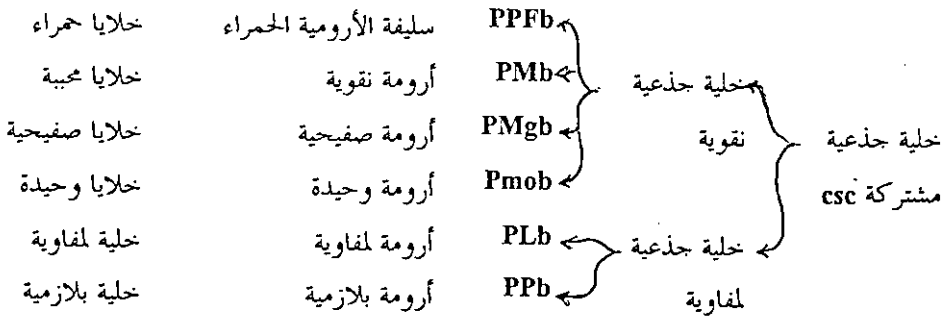 PPFb سليفة الأرومية الحمراء خلايا حمراء
خلية جذعية PMb أرومة نقوية خلايا محببة
خلية جذعية نقوية PMgb أرومة صفيحية خلايا صفيحية
مشتركة csc Pmob أرومة وحيدة خلايا وحيدة
خلية جذعية PLb أرومة لمفاوية خلية لمفاوية
لمفاوية PPb أرومة بلازمية خلية بلازمية